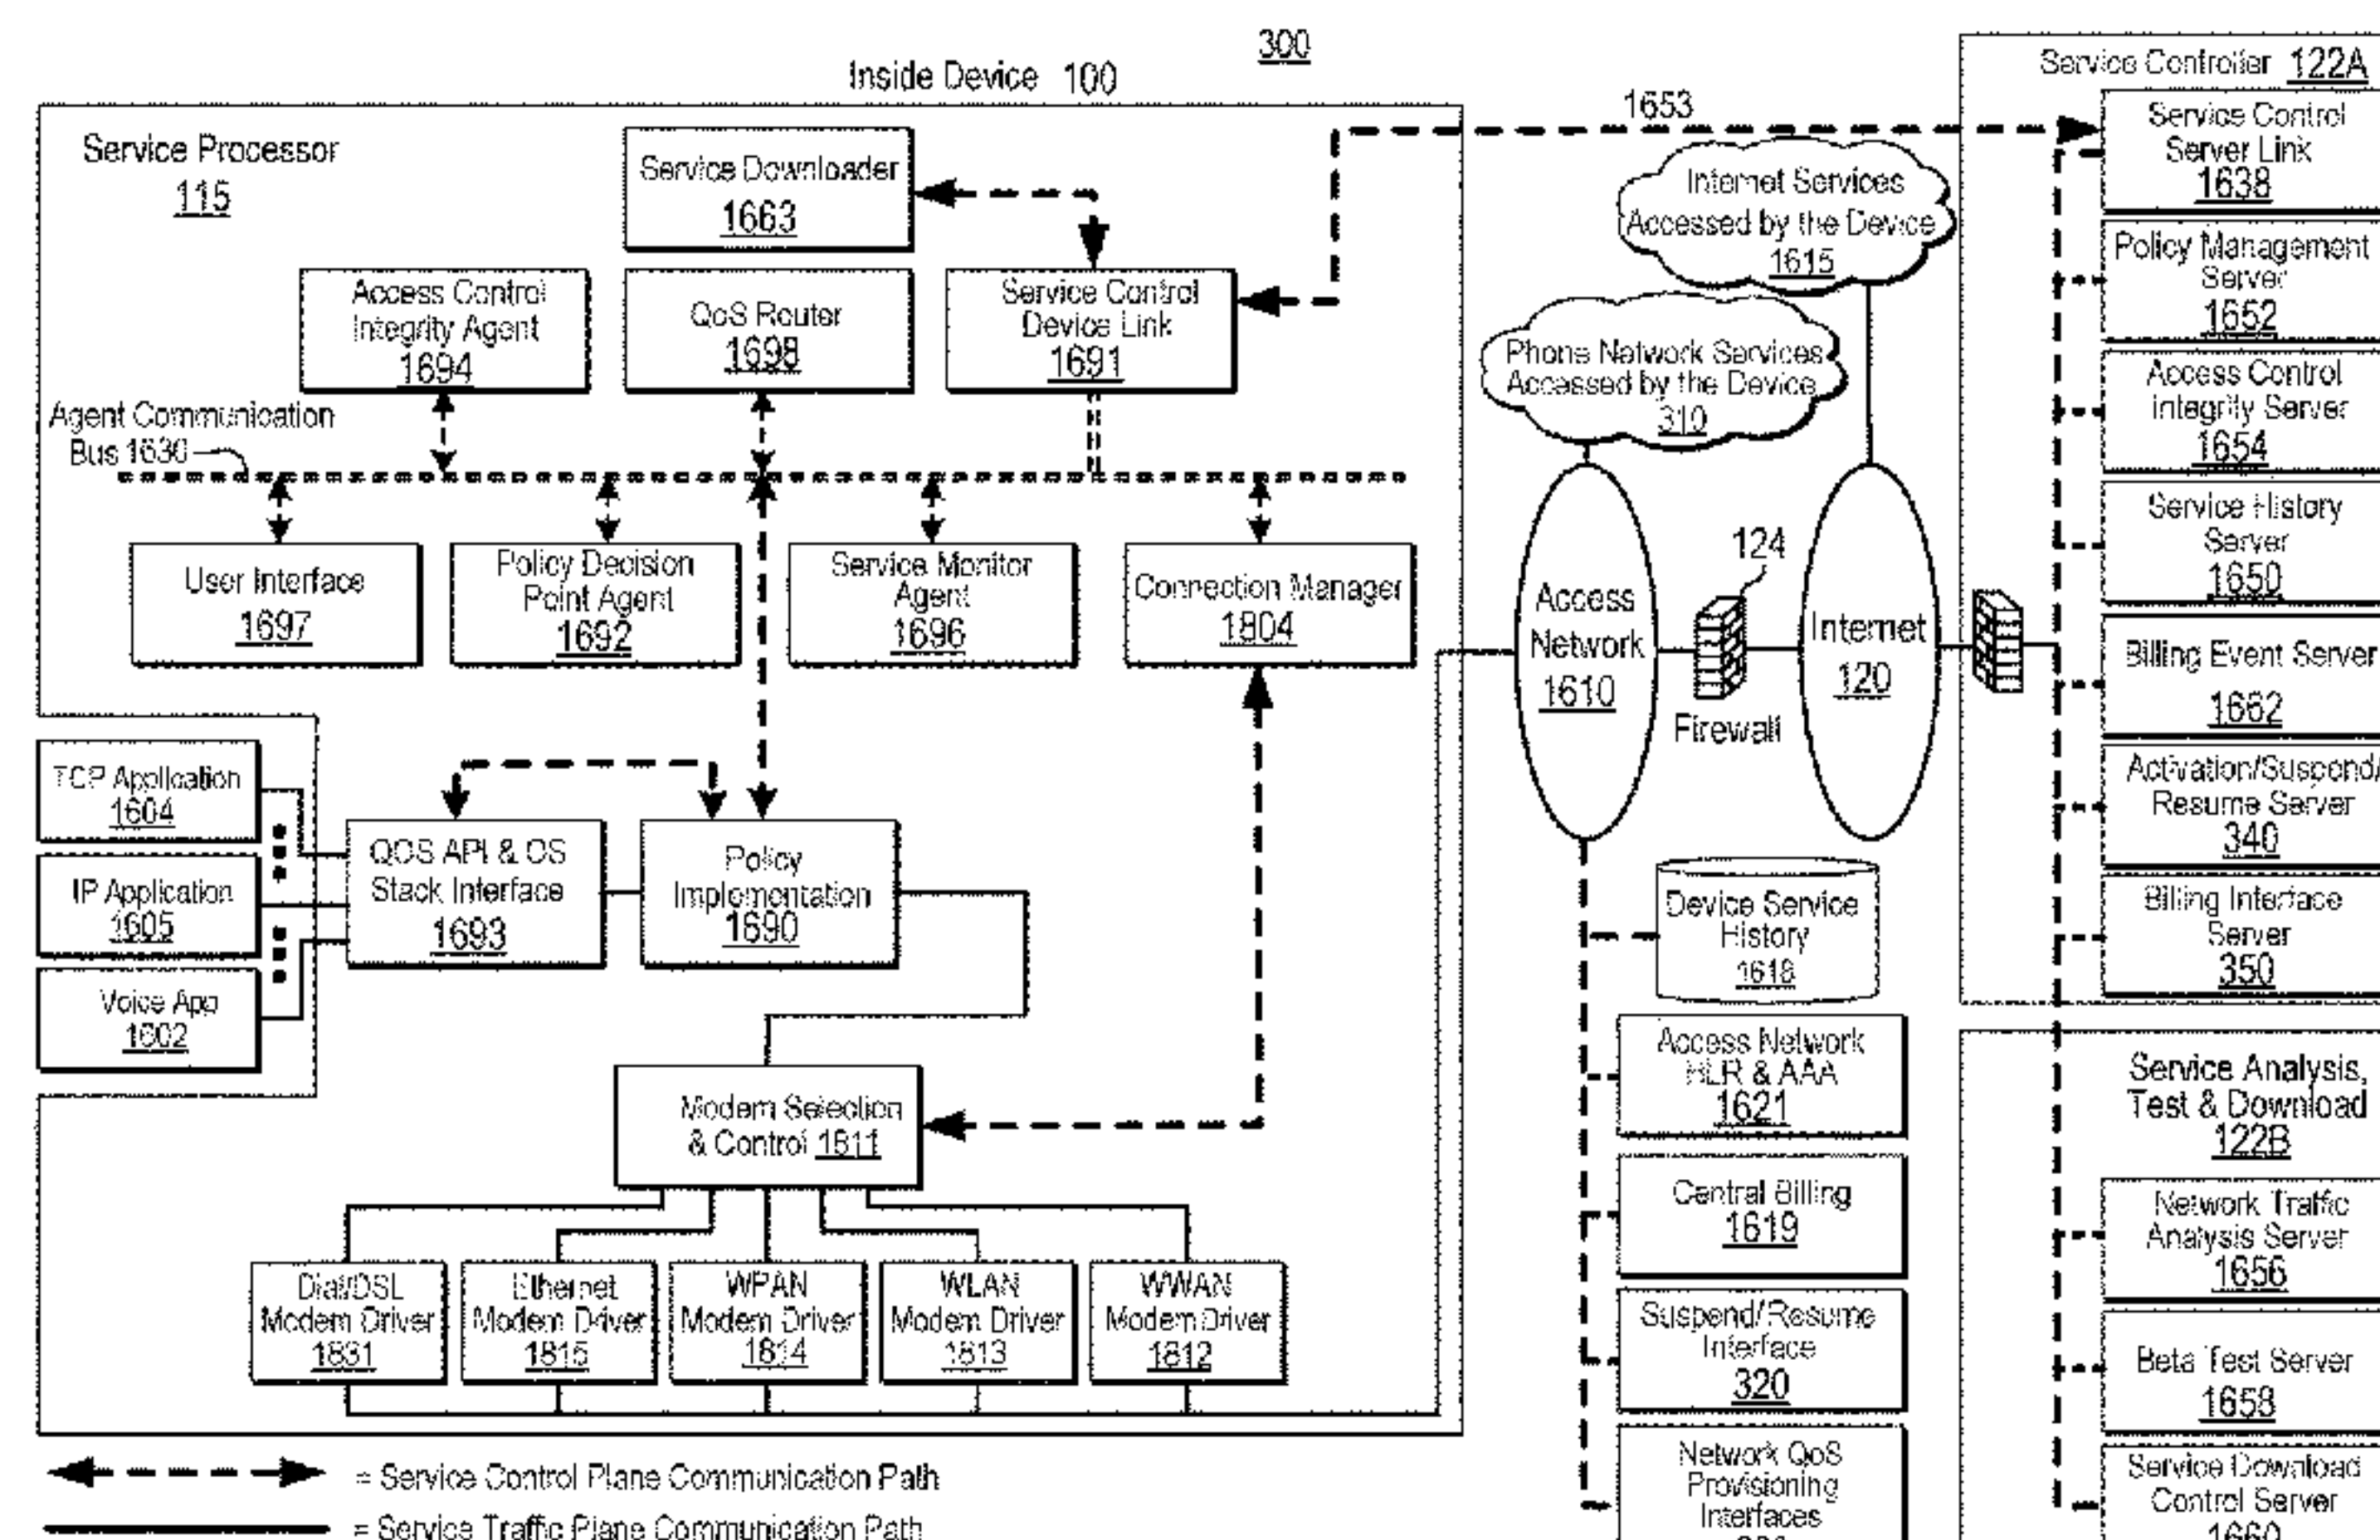 300
Inside Device 100
Service Processor
115
Service Downloader
1663
Access Control
Integrity Agent
1694
QoS Router
1698
Service Control
Device Link
1691
Agent Communication
Bus 1630
User Interface
1697
Policy Decision
Point Agent
1692
Service Monitor
Agent
1696
Connection Manager
1804
TCP Application
1604
IP Application
1605
Voice App
1602
QOS API & OS
Stack Interface
1693
Policy
Implementation
1690
Modem Selection
& Control 1811
Dial/DSL
Modem Driver
1831
Ethernet
Modem Driver
1815
WPAN
Modem Driver
1814
WLAN
Modem Driver
1813
WWAN
Modem Driver
1812
= Service Control Plane Communication Path
= Service Traffic Plane Communication Path
1653
Internet Services
Accessed by the Device
1615
Phone Network Services
Accessed by the Device
310
Access
Network
1610
124
Firewall
Internet
120
Device Service
History
1618
Access Network
HLR & AAA
1621
Central Billing
1619
Suspend/Resume
Interface
320
Network QoS
Provisioning
Interfaces
Service Controller 122A
Service Control
Server Link
1638
Policy Management
Server
1652
Access Control
Integrity Server
1654
Service History
Server
1650
Billing Event Server
1662
Activation/Suspend/
Resume Server
340
Billing Interface
Server
350
Service Analysis,
Test & Download
122B
Network Traffic
Analysis Server
1656
Beta Test Server
1658
Service Download
Control Server
1660